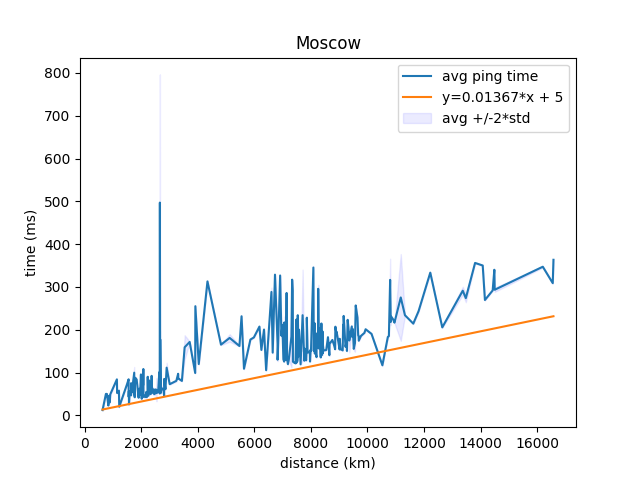 Moscow
avg ping time
y=0.01367*x + 5
avg +/-2*std
time (ms)
800
700
600
500
400
300
200
100
0
0 2000 4000 6000 8000 10000 12000 14000 16000
distance (km)